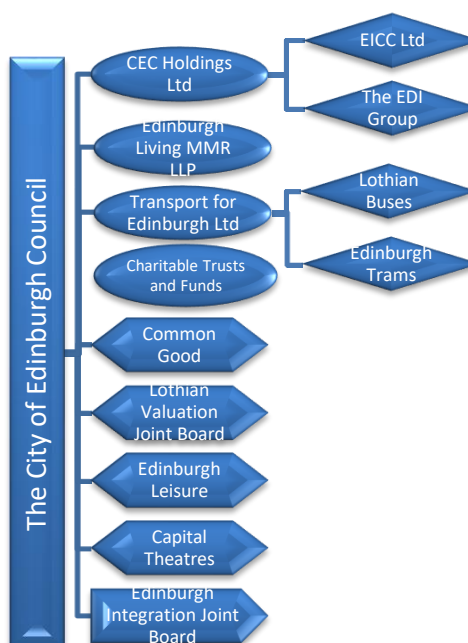 The City of Edinburgh Council
CEC Holdings
Ltd
EICC Ltd
The EDI
Group
Edinburgh
Living MMR
LLP
Transport for
Edinburgh Ltd
Lothian
Buses
Edinburgh
Trams
Charitable Trusts
and Funds
Common
Good
Lothian
Valuation
Joint Board
Edinburgh
Leisure
Capital
Theatres
Edinburgh
Integration Joint
Board